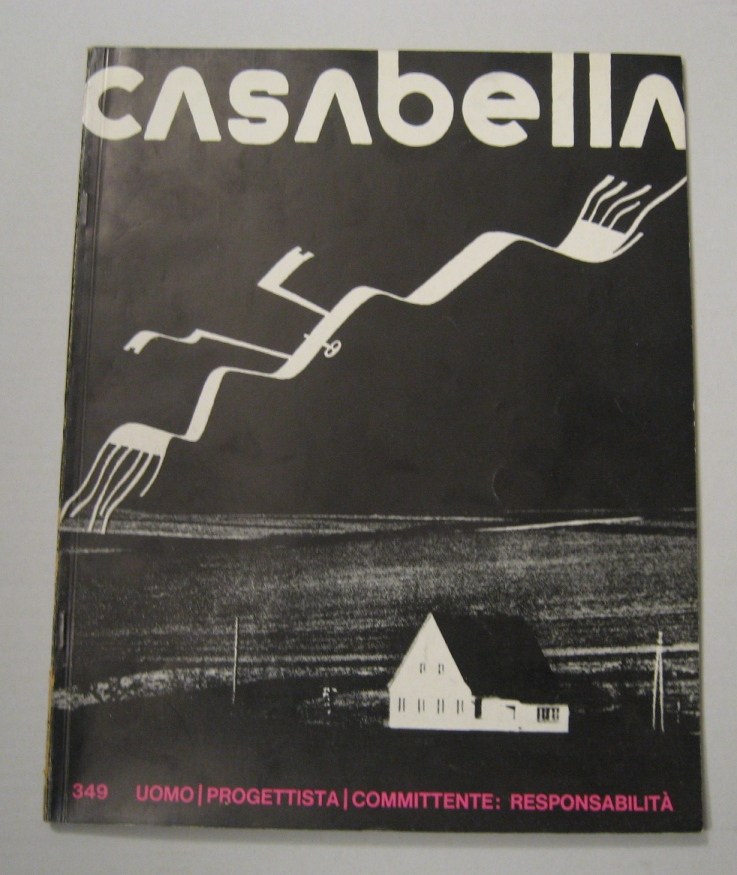 casabella
349 UOMO|PROGETTISTA|COMMITTENTE: RESPONSABILITÀ